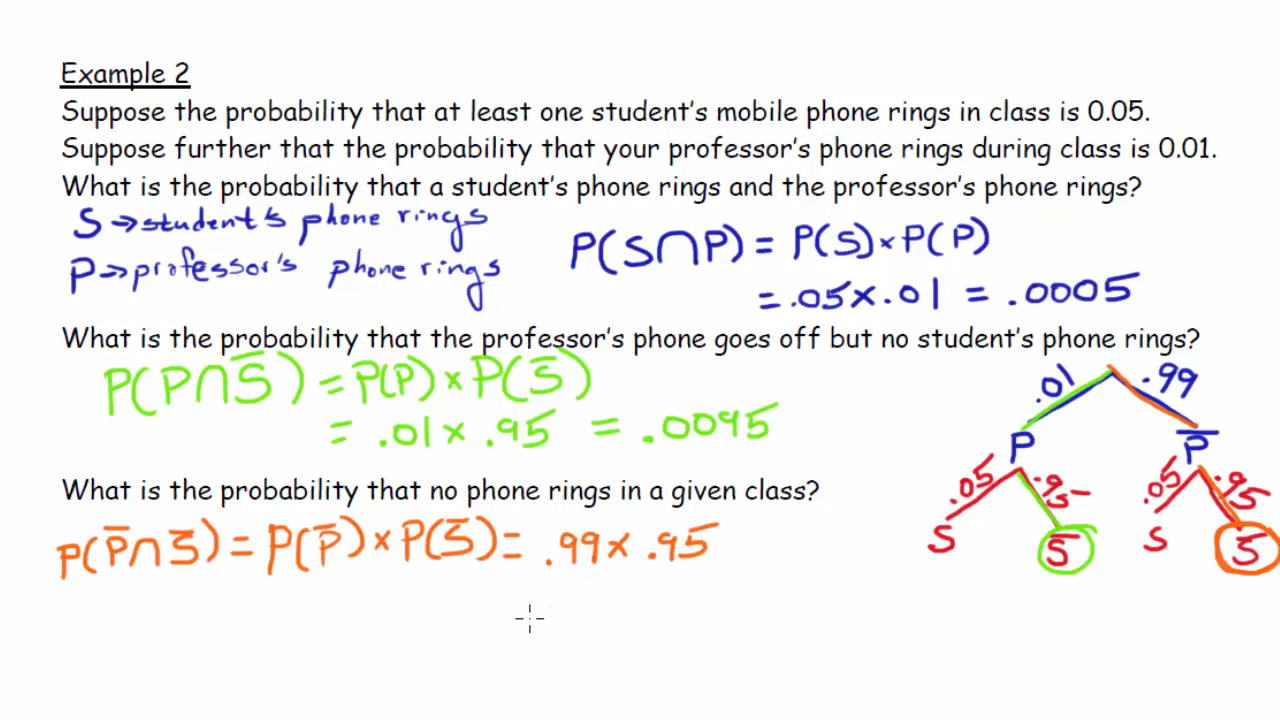 Example 2
Suppose the probability that at least one student's mobile phone rings in class is 0.05.
Suppose further that the probability that your professor's phone rings during class is 0.01.
What is the probability that a student's phone rings and the professor's phone rings?
S → student's phone rings
P → professor's phone rings
P(S∩P) = P(S) × P(P)
= .05 × .01 = .0005
What is the probability that the professor's phone goes off but no student's phone rings?
P(P∩S̅) = P(P) × P(S̅)
= .01 × .95 = .0095
.01 .99
P P̅
.05 .95 .05 .95
S S̅ S S̅
What is the probability that no phone rings in a given class?
P(P̅∩S̅) = P(P̅) × P(S̅) = .99 × .95